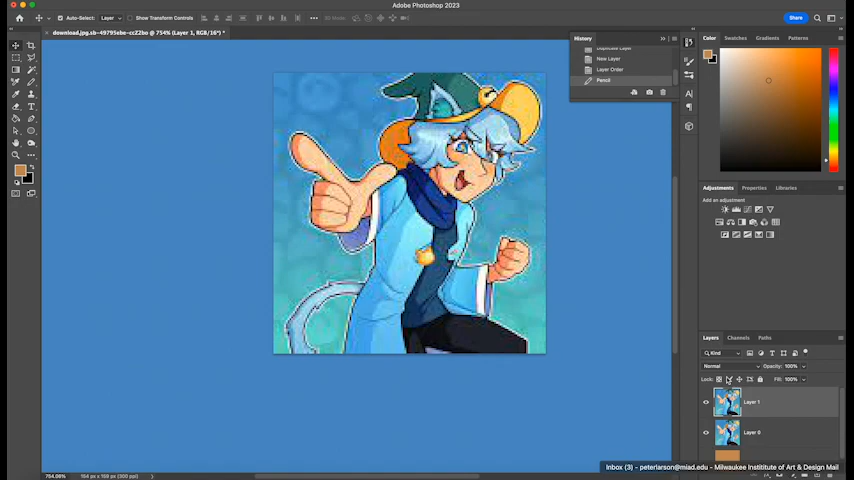 Adobe Photoshop 2023
Auto-Select: Layer Show Transform Controls Share
download.jpg.sb-49795ebe-ccZ2bo @ 754% (Layer 1, RGB/16*) *
History
Duplicate Layer
New Layer
Layer Order
Pencil
Color Swatches Gradients Patterns
Adjustments Properties Libraries
Add an adjustment
Layers Channels Paths
Kind
Normal Opacity: 100%
Lock: Fill: 100%
Layer 1
Layer 0
Inbox (3) - peterlarson@miad.edu - Milwaukee Institiute of Art & Design Mail